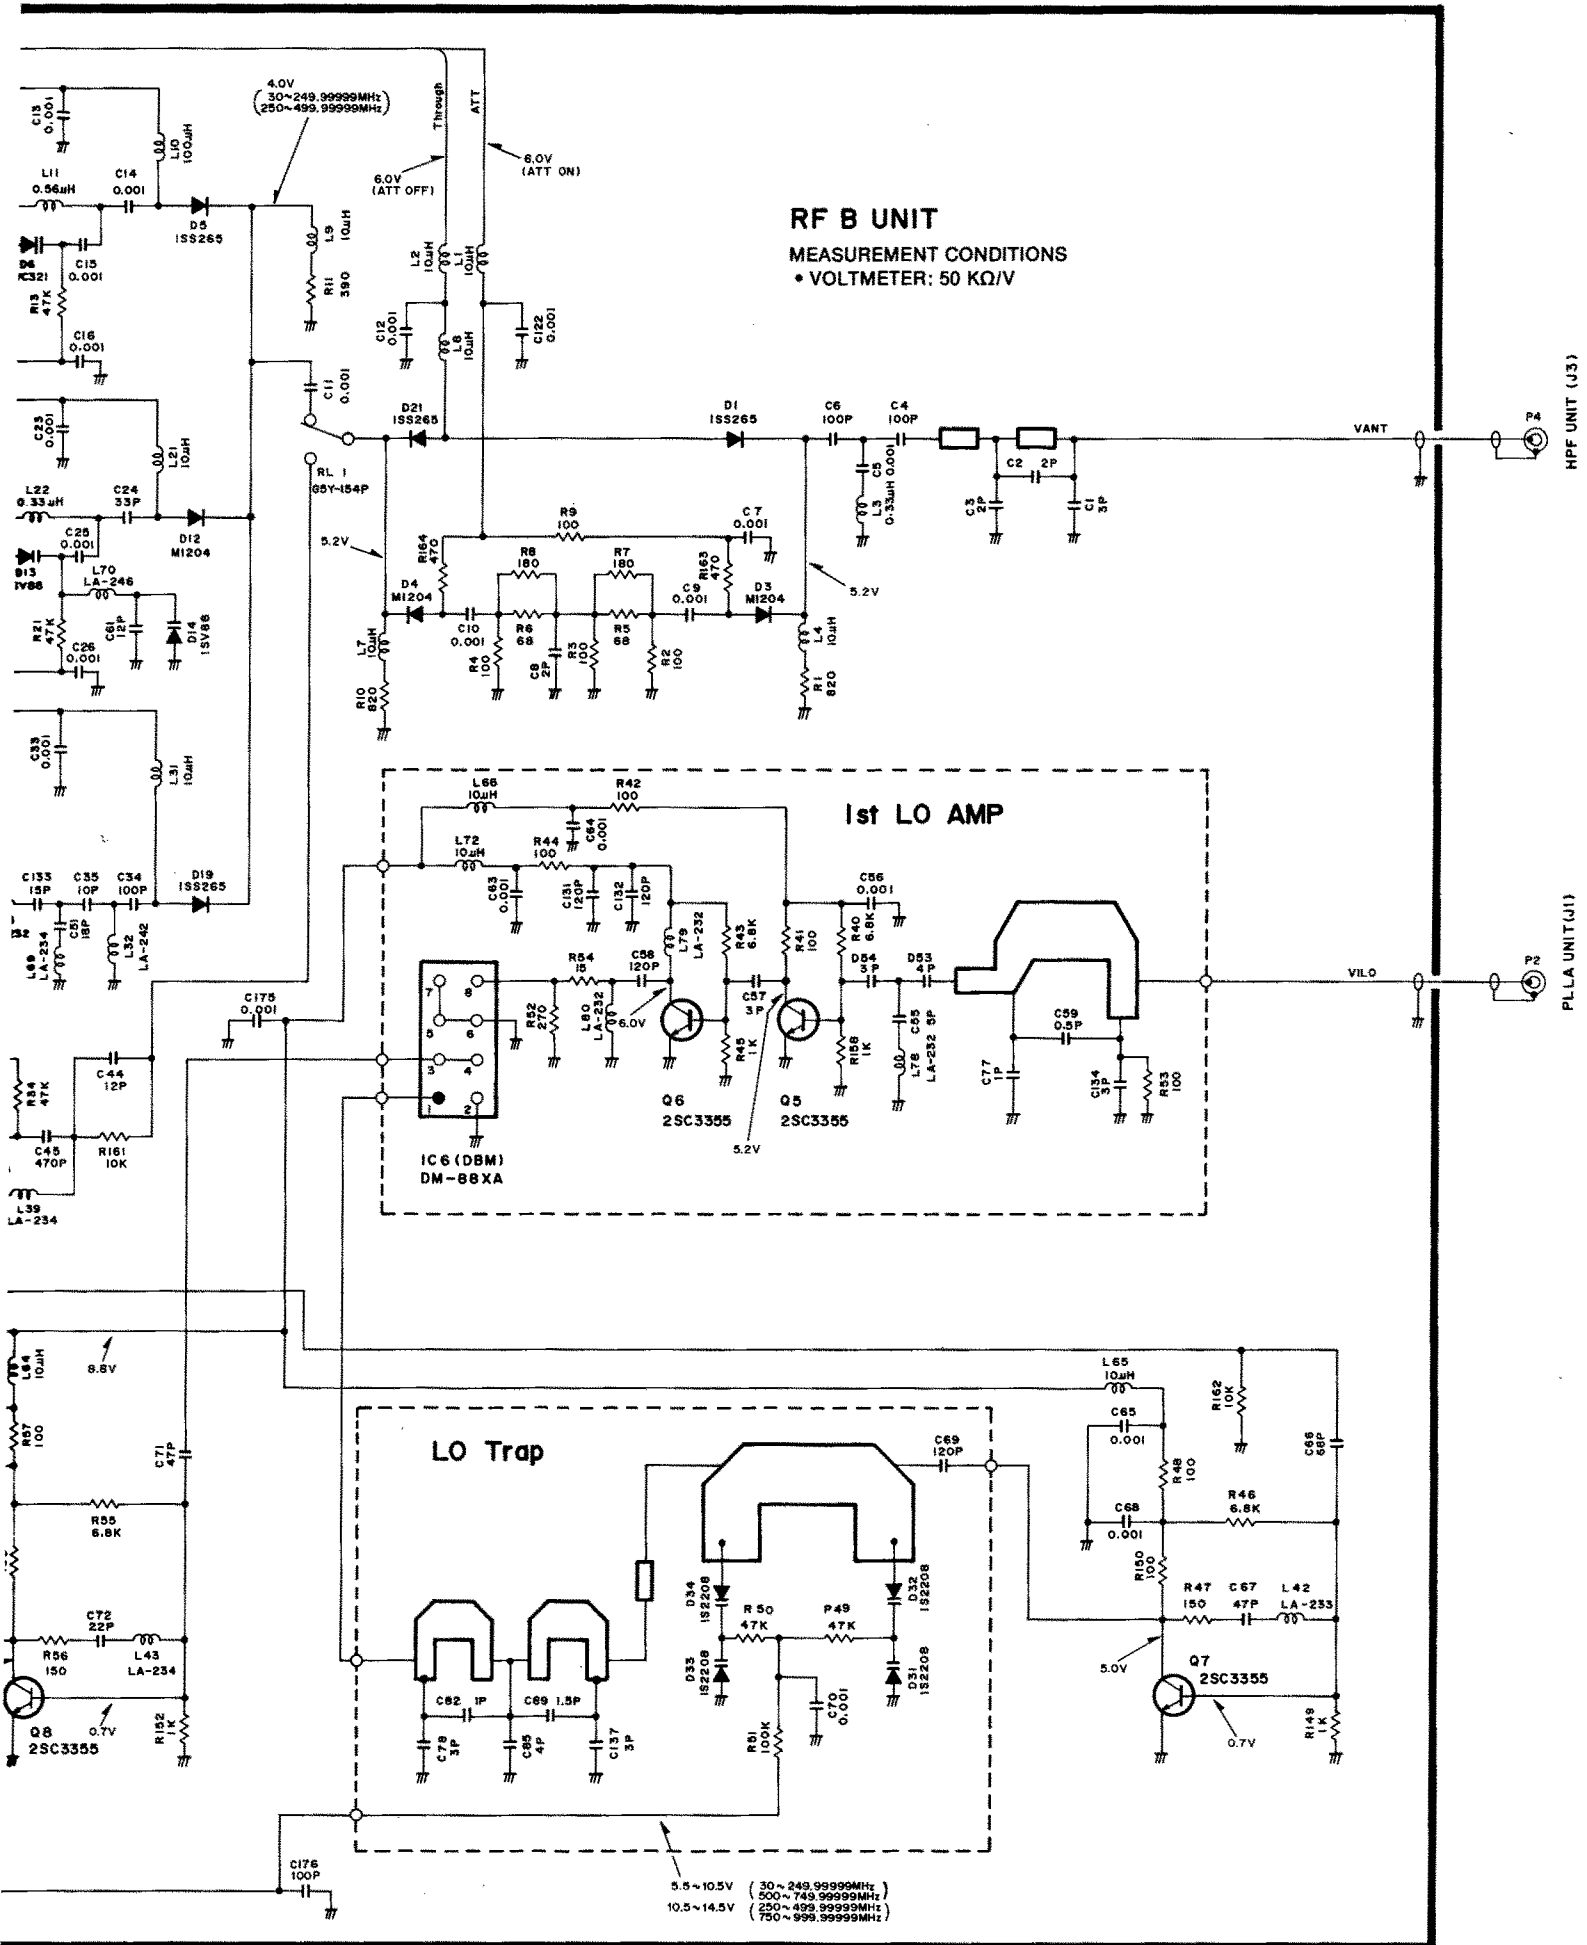 4.0V
( 30~249.99999MHz )
( 250~499.99999MHz )
C13
0.001
L10
100µH
Through
ATT
6.0V
(ATT OFF)
6.0V
(ATT ON)
L11
0.56µH
C14
0.001
D5
1SS265
L9
10µH
R11
390
D6
C15
0.001
R13
47K
C16
0.001
L2
10µH
L1
10µH
C12
0.001
L8
10µH
C122
0.001
RF B UNIT
MEASUREMENT CONDITIONS
• VOLTMETER: 50 KΩ/V
C11
0.001
C23
0.001
L21
10µH
D21
1SS265
D1
1SS265
C6
100P
C4
100P
VANT
P4
HPF UNIT (J3)
RL 1
G5Y-154P
C5
0.001
L3
0.33µH
C2
2P
C3
2P
C1
3P
L22
0.33µH
C24
33P
D12
M1204
C25
0.001
D13
1V88
L70
LA-246
R21
47K
C61
12P
D14
1SV88
C26
0.001
5.2V
R164
470
R9
100
C7
0.001
R8
180
R7
180
R163
470
5.2V
D4
M1204
C9
0.001
D3
M1204
C10
0.001
R6
68
R5
68
L7
10µH
R4
100
C8
2P
R3
100
R2
100
L4
10µH
R10
820
R1
820
C33
0.001
L31
10µH
L66
10µH
R42
100
1st LO AMP
C64
0.001
L72
10µH
R44
100
C63
0.001
C131
120P
C132
120P
C56
0.001
C133
15P
C35
10P
C34
100P
D19
1SS265
C51
18P
L69
LA-234
L32
LA-242
L79
LA-232
R43
6.8K
R41
100
R40
6.8K
D54
3P
D53
4P
R54
15
C58
120P
C57
3P
7
8
5
6
3
4
1
2
R52
270
L80
LA-232
6.0V
C55
5P
L78
LA-232
C59
0.5P
C77
1P
C134
3P
R53
100
R45
1K
R158
1K
VILO
P2
PLLA UNIT(J1)
C175
0.001
C44
12P
R34
47K
C45
470P
R161
10K
L39
LA-234
Q6
2SC3355
Q5
2SC3355
5.2V
IC6 (DBM)
DM-88XA
8.8V
L64
10µH
R57
100
C71
47P
R55
6.8K
L65
10µH
R162
10K
C65
0.001
R48
100
C66
68P
LO Trap
C69
120P
C68
0.001
R46
6.8K
R150
100
D34
1S2208
D32
1S2208
R50
47K
R49
47K
R47
150
C67
47P
L42
LA-233
C72
22P
R56
150
L43
LA-234
D33
1S2208
D31
1S2208
C70
0.001
5.0V
Q7
2SC3355
0.7V
R149
1K
Q8
2SC3355
0.7V
R152
1K
C82
1P
C89
1.5P
C78
3P
C85
4P
C137
3P
R51
100K
C176
100P
5.5~10.5V ( 30~249.99999MHz )
( 500~749.99999MHz )
10.5~14.5V ( 250~499.99999MHz )
( 750~999.99999MHz )